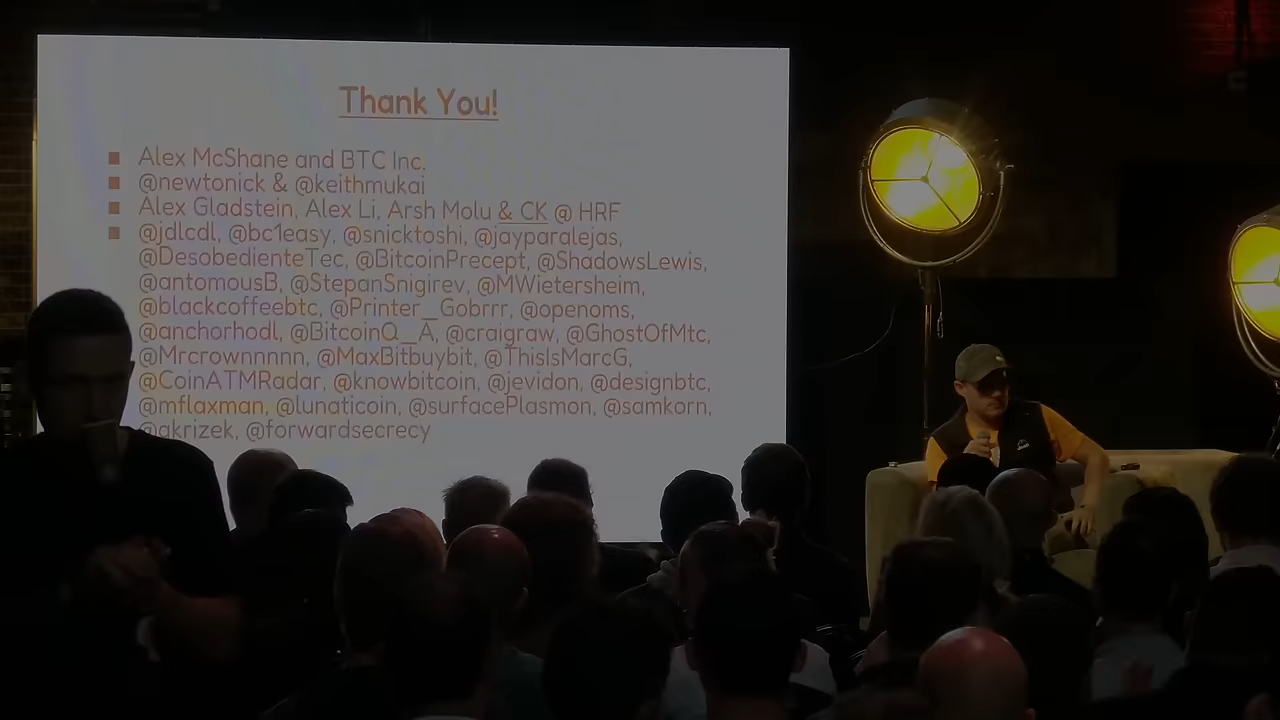 Thank You!
Alex McShane and BTC Inc.
@newtonick & @keithmukai
Alex Gladstein, Alex Li, Arsh Molu & CK @ HRF
@jdlcdl, @bc1easy, @snicktoshi, @jayparalejas,
@DesobedienteTec, @BitcoinPrecept, @ShadowsLewis,
@antomousB, @StepanSnigirev, @MWietersheim,
@blackcoffeebtc, @Printer_Gobrrr, @openoms,
@anchorhodl, @BitcoinQ_A, @craigraw, @GhostOfMtc,
@Mrcrownnnnn, @MaxBitbuybit, @ThisIsMarcG,
@CoinATMRadar, @knowbitcoin, @jevidon, @designbtc,
@mflaxman, @lunaticoin, @surfacePlasmon, @samkorn,
@akrizek, @forwardsecrecy